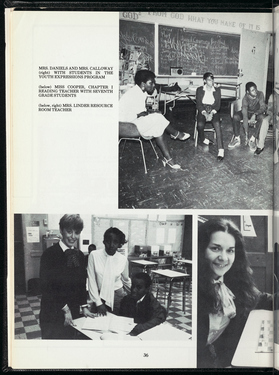 MRS. DANIELS AND MRS. CALLOWAY
(right) WITH STUDENTS IN THE
YOUTH EXPRESSIONS PROGRAM
(below) MISS COOPER, CHAPTER I
READING TEACHER WITH SEVENTH
GRADE STUDENTS
(below, right) MRS. LINDER RESOURCE
ROOM TEACHER
36